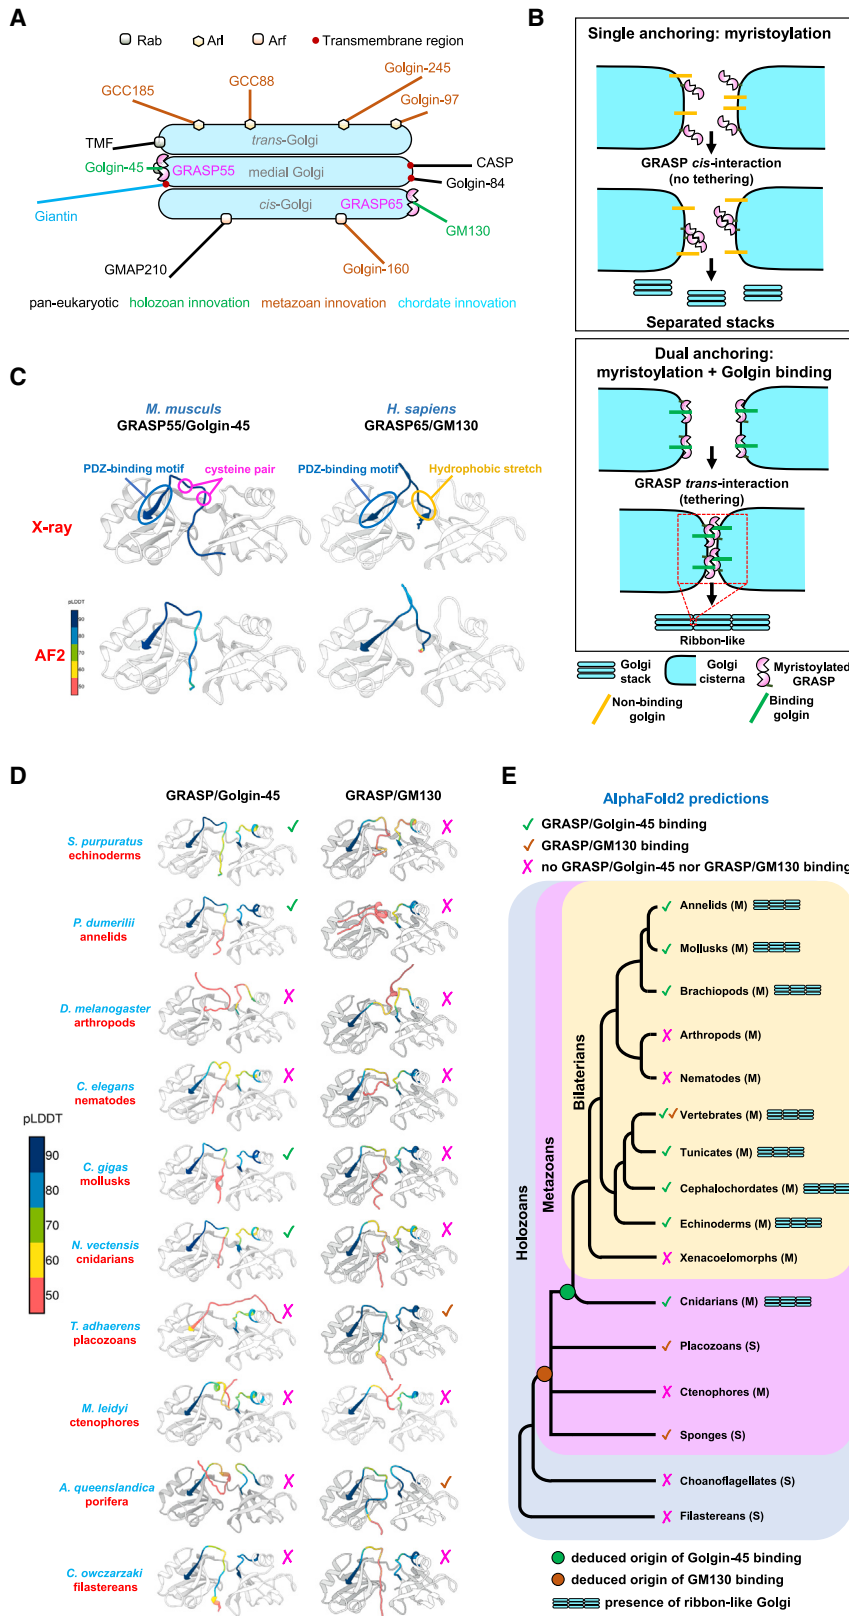 A
Rab
Arl
Arf
Transmembrane region
GCC185
GCC88
Golgin-245
Golgin-97
TMF
trans-Golgi
Golgin-45
GRASP55
medial Golgi
CASP
Golgin-84
Giantin
cis-Golgi
GRASP65
GM130
GMAP210
Golgin-160
pan-eukaryotic holozoan innovation metazoan innovation chordate innovation
B
Single anchoring: myristoylation
GRASP cis-interaction
(no tethering)
Separated stacks
Dual anchoring:
myristoylation + Golgin binding
GRASP trans-interaction
(tethering)
Ribbon-like
Golgi
stack
Golgi
cisterna
Myristoylated
GRASP
Non-binding
golgin
Binding
golgin
C
M. musculs
GRASP55/Golgin-45
H. sapiens
GRASP65/GM130
PDZ-binding motif
cysteine pair
PDZ-binding motif
Hydrophobic stretch
X-ray
pLDDT
90
80
70
60
50
AF2
D
GRASP/Golgin-45
GRASP/GM130
S. purpuratus
echinoderms
P. dumerilii
annelids
D. melanogaster
arthropods
C. elegans
nematodes
C. gigas
mollusks
N. vectensis
cnidarians
T. adhaerens
placozoans
M. leidyi
ctenophores
A. queenslandica
porifera
C. owczarzaki
filastereans
pLDDT
90
80
70
60
50
E
AlphaFold2 predictions
✓ GRASP/Golgin-45 binding
✓ GRASP/GM130 binding
✗ no GRASP/Golgin-45 nor GRASP/GM130 binding
Holozoans
Metazoans
Bilaterians
✓ Annelids (M)
✓ Mollusks (M)
✓ Brachiopods (M)
✗ Arthropods (M)
✗ Nematodes (M)
✓✓ Vertebrates (M)
✓ Tunicates (M)
✓ Cephalochordates (M)
✓ Echinoderms (M)
✗ Xenacoelomorphs (M)
✓ Cnidarians (M)
✓ Placozoans (S)
✗ Ctenophores (M)
✓ Sponges (S)
✗ Choanoflagellates (S)
✗ Filastereans (S)
deduced origin of Golgin-45 binding
deduced origin of GM130 binding
presence of ribbon-like Golgi